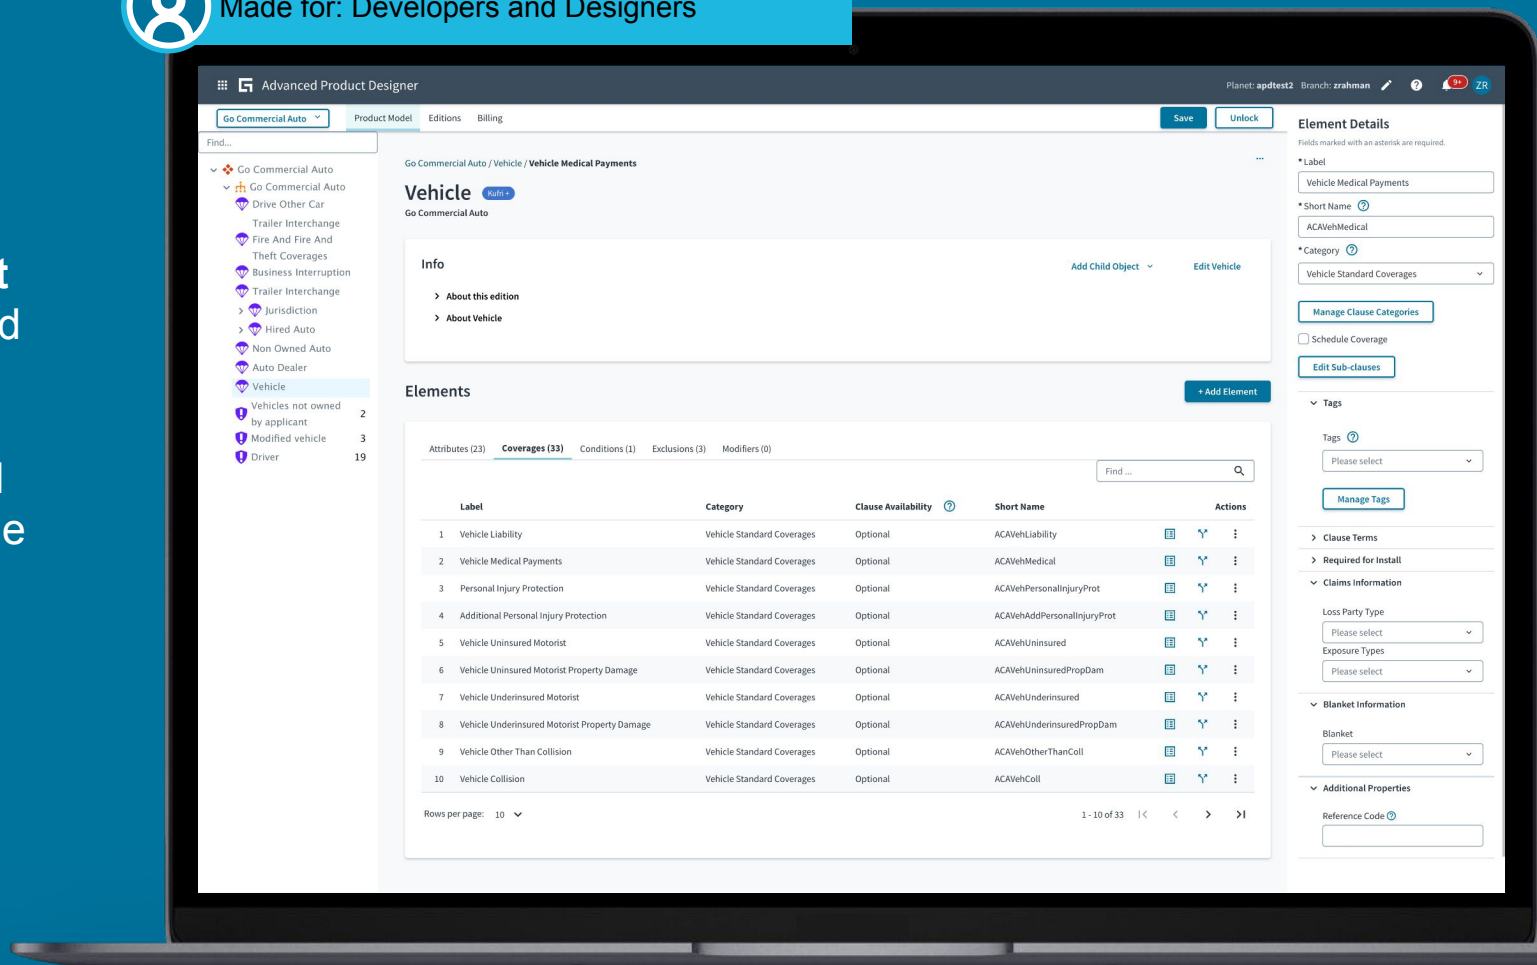 Made for: Developers and Designers
t
d
l
e
Advanced Product Designer
Planet: apdtest2 Branch: zrahman
9+
ZR
Go Commercial Auto
Product Model
Editions
Billing
Save
Unlock
Find...
Go Commercial Auto
Go Commercial Auto
Drive Other Car
Trailer Interchange
Fire And Fire And
Theft Coverages
Business Interruption
Trailer Interchange
Jurisdiction
Hired Auto
Non Owned Auto
Auto Dealer
Vehicle
Vehicles not owned
by applicant 2
Modified vehicle 3
Driver 19
Go Commercial Auto / Vehicle / Vehicle Medical Payments
...
Vehicle
Kufri +
Go Commercial Auto
Info
Add Child Object
Edit Vehicle
> About this edition
> About Vehicle
Elements
+ Add Element
Attributes (23) Coverages (33) Conditions (1) Exclusions (3) Modifiers (0)
Find ...
Label Category Clause Availability ? Short Name Actions
1 Vehicle Liability Vehicle Standard Coverages Optional ACAVehLiability
2 Vehicle Medical Payments Vehicle Standard Coverages Optional ACAVehMedical
3 Personal Injury Protection Vehicle Standard Coverages Optional ACAVehPersonalInjuryProt
4 Additional Personal Injury Protection Vehicle Standard Coverages Optional ACAVehAddPersonalInjuryProt
5 Vehicle Uninsured Motorist Vehicle Standard Coverages Optional ACAVehUninsured
6 Vehicle Uninsured Motorist Property Damage Vehicle Standard Coverages Optional ACAVehUninsuredPropDam
7 Vehicle Underinsured Motorist Vehicle Standard Coverages Optional ACAVehUnderinsured
8 Vehicle Underinsured Motorist Property Damage Vehicle Standard Coverages Optional ACAVehUnderinsuredPropDam
9 Vehicle Other Than Collision Vehicle Standard Coverages Optional ACAVehOtherThanColl
10 Vehicle Collision Vehicle Standard Coverages Optional ACAVehColl
Rows per page: 10
1 - 10 of 33
Element Details
Fields marked with an asterisk are required.
* Label
Vehicle Medical Payments
* Short Name ?
ACAVehMedical
* Category ?
Vehicle Standard Coverages
Manage Clause Categories
Schedule Coverage
Edit Sub-clauses
Tags
Tags ?
Please select
Manage Tags
Clause Terms
Required for Install
Claims Information
Loss Party Type
Please select
Exposure Types
Please select
Blanket Information
Blanket
Please select
Additional Properties
Reference Code ?